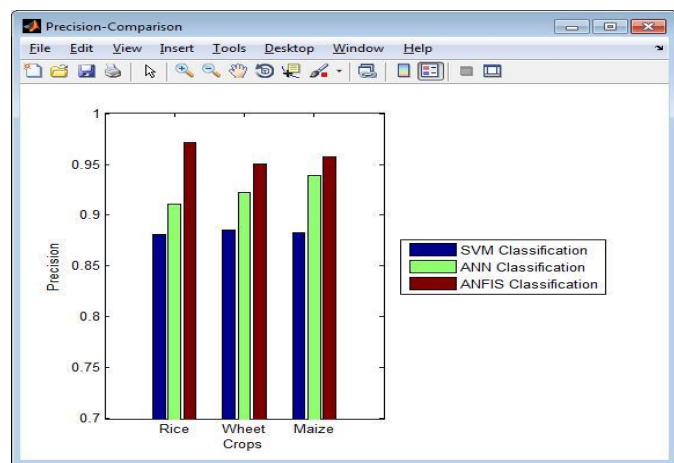 Precision-Comparison
File Edit View Insert Tools Desktop Window Help
1
0.95
0.9
0.85
0.8
0.75
0.7
Precision
Rice Wheet Maize
Crops
SVM Classification
ANN Classification
ANFIS Classification